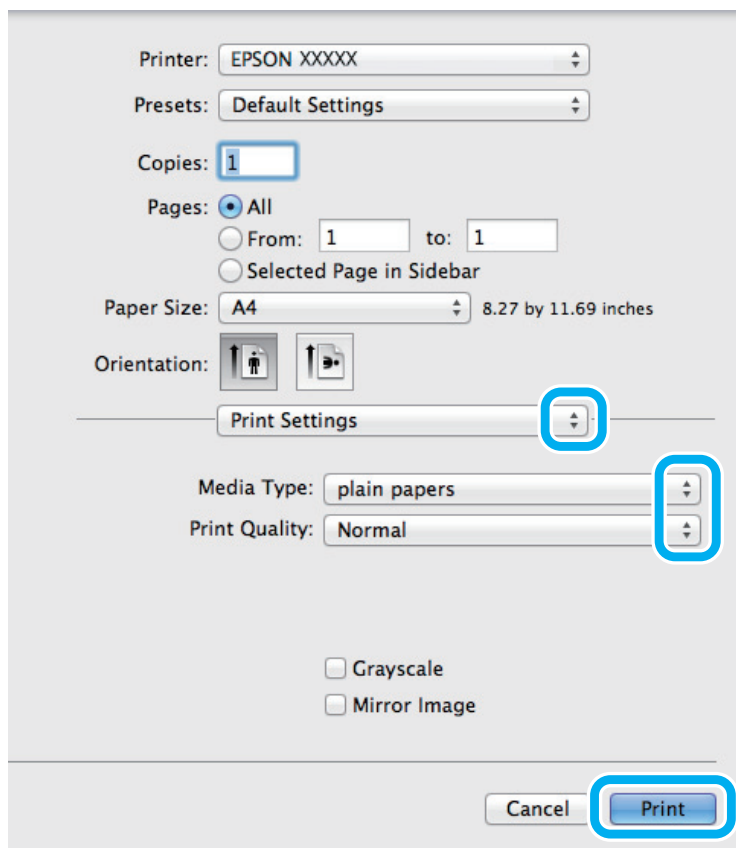 Printer: EPSON XXXXX
Presets: Default Settings
Copies: 1
Pages: All
From: 1 to: 1
Selected Page in Sidebar
Paper Size: A4 8.27 by 11.69 inches
Orientation:
Print Settings
Media Type: plain papers
Print Quality: Normal
Grayscale
Mirror Image
Cancel Print